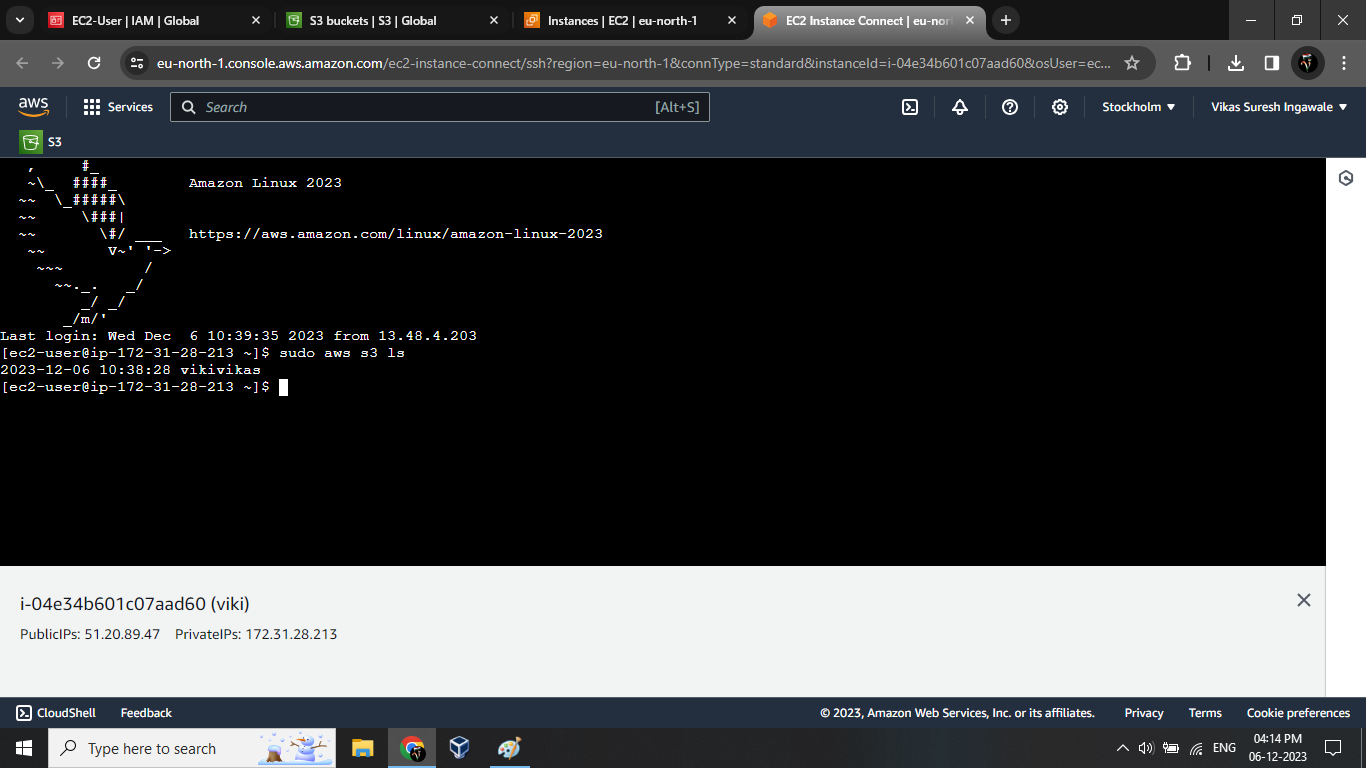 EC2-User | IAM | Global
S3 buckets | S3 | Global
Instances | EC2 | eu-north-1
EC2 Instance Connect | eu-nor
eu-north-1.console.aws.amazon.com/ec2-instance-connect/ssh?region=eu-north-1&connType=standard&instanceId=i-04e34b601c07aad60&osUser=ec...
aws
Services
Search
[Alt+S]
Stockholm
Vikas Suresh Ingawale
S3
   ,     #_
   ~\_  ####_        Amazon Linux 2023
  ~~  \_#####\
  ~~     \###|
  ~~       \#/ ___   https://aws.amazon.com/linux/amazon-linux-2023
   ~~       V~' '->
    ~~~         /
      ~~._.   _/
         _/ _/
       _/m/'
Last login: Wed Dec  6 10:39:35 2023 from 13.48.4.203
[ec2-user@ip-172-31-28-213 ~]$ sudo aws s3 ls
2023-12-06 10:38:28 vikivikas
[ec2-user@ip-172-31-28-213 ~]$
i-04e34b601c07aad60 (viki)
PublicIPs: 51.20.89.47 PrivateIPs: 172.31.28.213
CloudShell
Feedback
© 2023, Amazon Web Services, Inc. or its affiliates.
Privacy
Terms
Cookie preferences
Type here to search
ENG
04:14 PM
06-12-2023